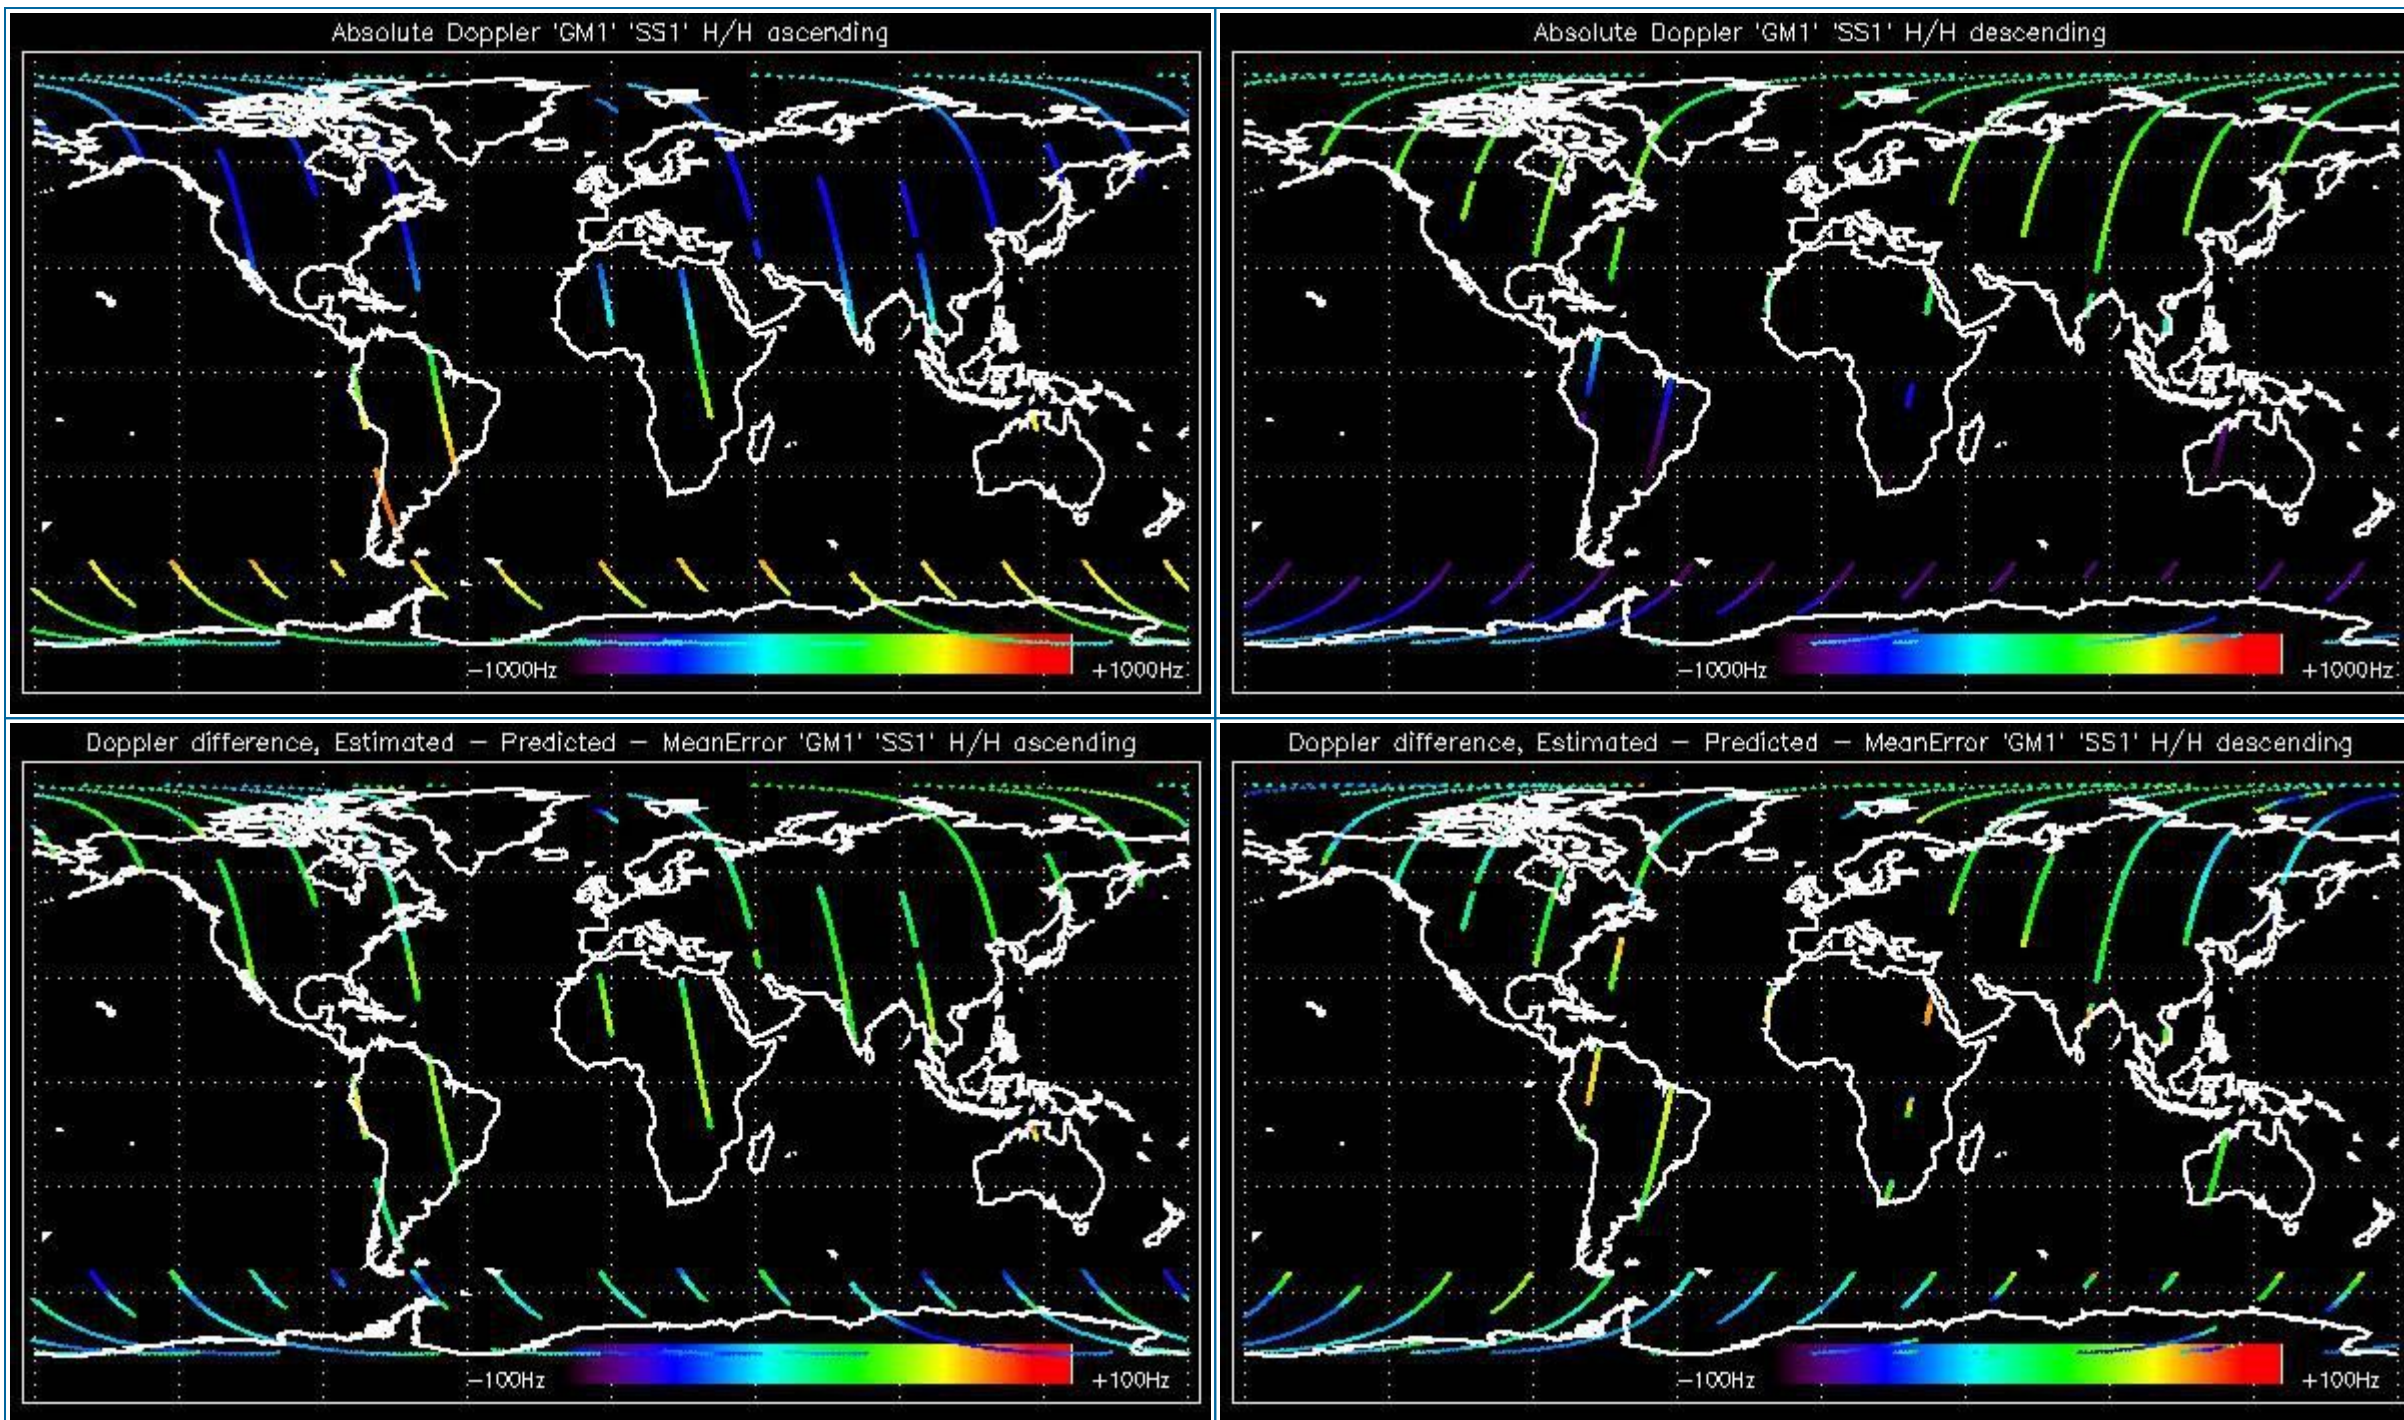 Absolute Doppler 'GM1' 'SS1' H/H ascending
-1000Hz
+1000Hz
Absolute Doppler 'GM1' 'SS1' H/H descending
-1000Hz
+1000Hz
Doppler difference, Estimated - Predicted - MeanError 'GM1' 'SS1' H/H ascending
-100Hz
+100Hz
Doppler difference, Estimated - Predicted - MeanError 'GM1' 'SS1' H/H descending
-100Hz
+100Hz